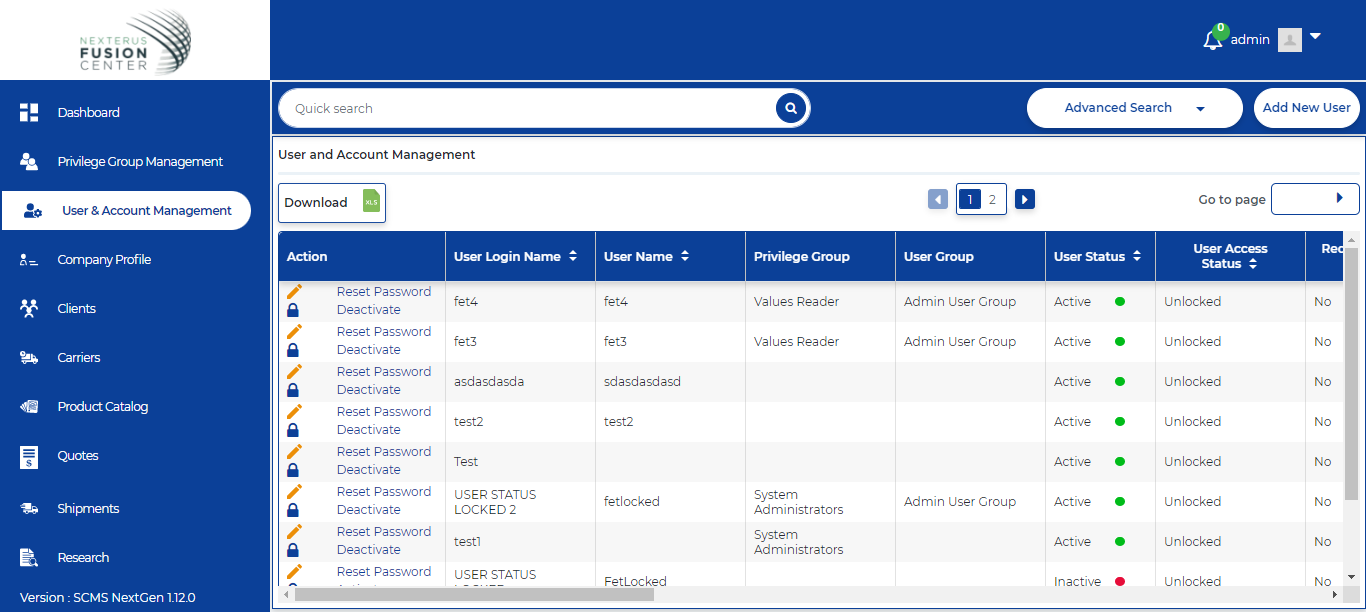 NEXTERUS
FUSION
CENTER
0
admin
Dashboard
Privilege Group Management
User & Account Management
Company Profile
Clients
Carriers
Product Catalog
Quotes
Shipments
Research
Version : SCMS NextGen 1.12.0
Quick search
Advanced Search
Add New User
User and Account Management
Download XLS
1 2
Go to page
Action User Login Name User Name Privilege Group User Group User Status User Access Status Rec
Reset Password
Deactivate
fet4 fet4 Values Reader Admin User Group Active Unlocked No
Reset Password
Deactivate
fet3 fet3 Values Reader Admin User Group Active Unlocked No
Reset Password
Deactivate
asdasdasda sdasdasdasd Active Unlocked No
Reset Password
Deactivate
test2 test2 Active Unlocked No
Reset Password
Deactivate
Test Active Unlocked No
Reset Password
Deactivate
USER STATUS
LOCKED 2
fetlocked
System
Administrators
Admin User Group Active Unlocked No
Reset Password
Deactivate
test1
System
Administrators
Active Unlocked No
Reset Password
USER STATUS
FetLocked Inactive Unlocked No